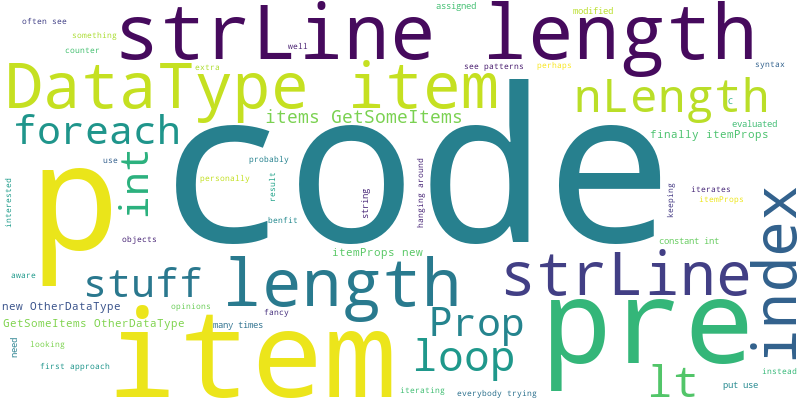 often see
strLine length
assigned
modified
something
counter
well
DataType item
extra
see patterns
perhaps
syntax
nLength
c
items GetSomeItems
foreach
code
evaluated
finally itemProps
p
int
use
probably
personally
result
string
hanging around
keeping
iterates
itemProps
interested
benfit
objects
index
itemProps new
constant int
aware
stuff
length
strLine
new OtherDataType
opinions
item
fancy
Prop
pre
GetSomeItems OtherDataType
many times
need
looking
loop
first approach
lt
instead
iterating
everybody trying
put use